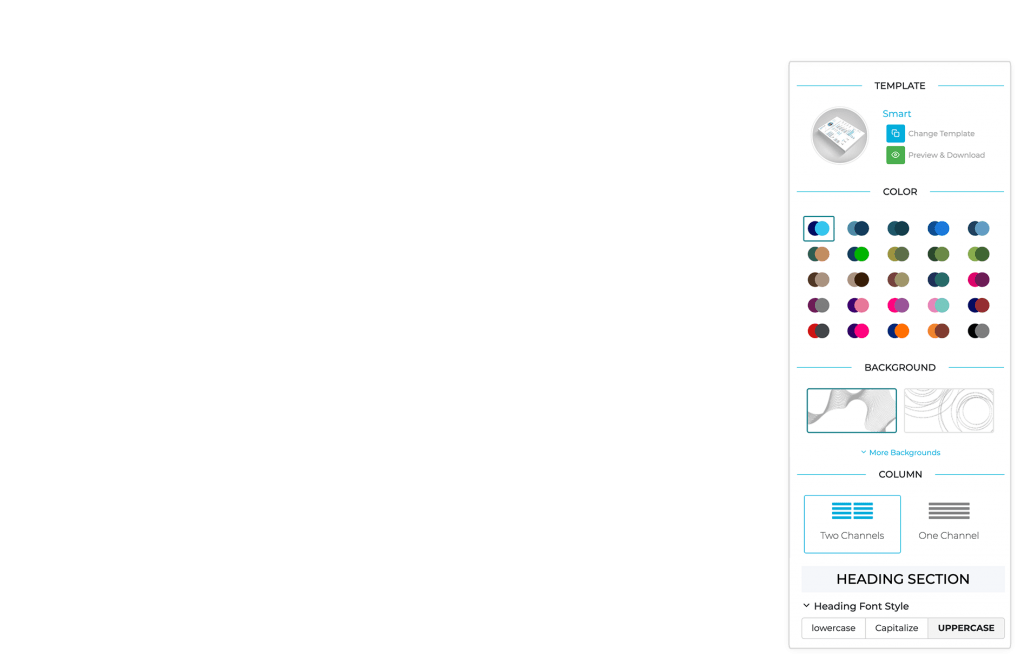 TEMPLATE
Smart
Change Template
Preview & Download
COLOR
BACKGROUND
More Backgrounds
COLUMN
Two Channels
One Channel
HEADING SECTION
Heading Font Style
lowercase
Capitalize
UPPERCASE